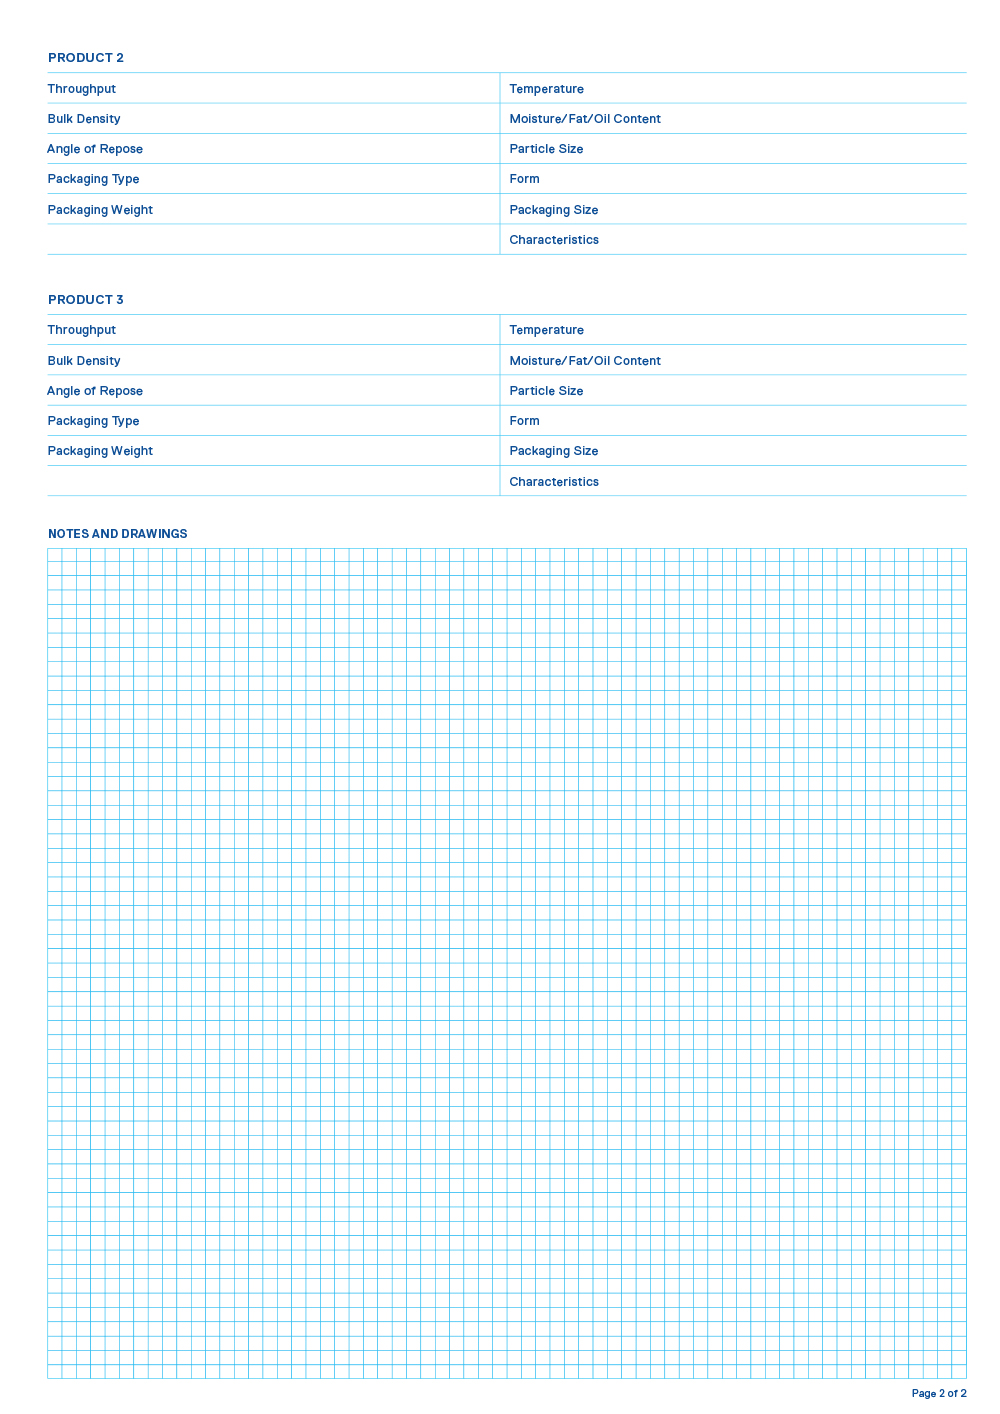 PRODUCT 2
Throughput Temperature
Bulk Density Moisture/Fat/Oil Content
Angle of Repose Particle Size
Packaging Type Form
Packaging Weight Packaging Size
Characteristics
PRODUCT 3
Throughput Temperature
Bulk Density Moisture/Fat/Oil Content
Angle of Repose Particle Size
Packaging Type Form
Packaging Weight Packaging Size
Characteristics
NOTES AND DRAWINGS
Page 2 of 2